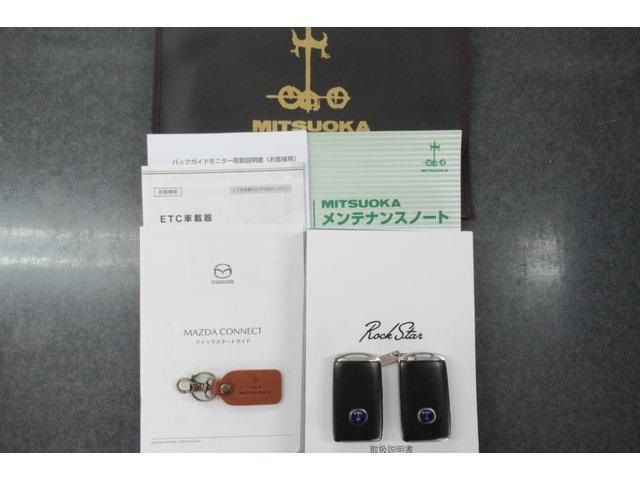 MITSUOKA
バックガイドモニター取扱説明書（お客様用）
MITSUOKA
お客様用
ETC車載器
MITSUOKA
メンテナンスノート
mazda
MAZDA CONNECT
クイックスタートガイド
Rock Star
MITSUOKA
取扱説明書